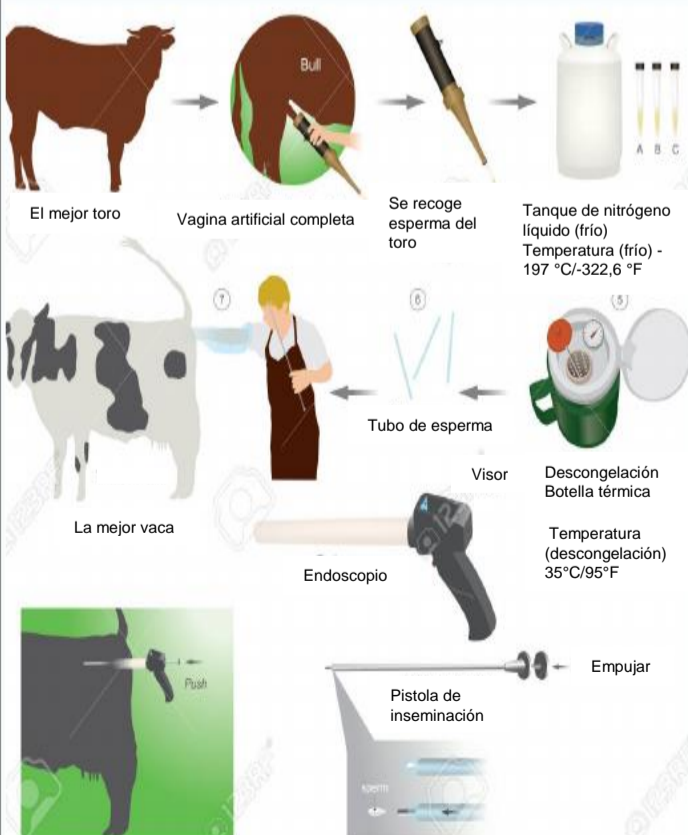 Bull
A B C
El mejor toro
Vagina artificial completa
Se recoge
esperma del
toro
Tanque de nitrógeno
líquido (frío)
Temperatura (frío) -
197 °C/-322,6 °F
7
6
5
Tubo de esperma
Visor
Descongelación
Botella térmica
La mejor vaca
Temperatura
(descongelación)
35°C/95°F
Endoscopio
Push
Empujar
Pistola de
inseminación
sperm
123RF